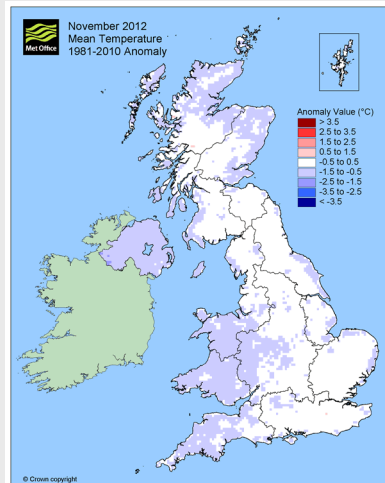 Met Office
November 2012
Mean Temperature
1981-2010 Anomaly
Anomaly Value (°C)
> 3.5
2.5 to 3.5
1.5 to 2.5
0.5 to 1.5
-0.5 to 0.5
-1.5 to -0.5
-2.5 to -1.5
-3.5 to -2.5
< -3.5
© Crown copyright